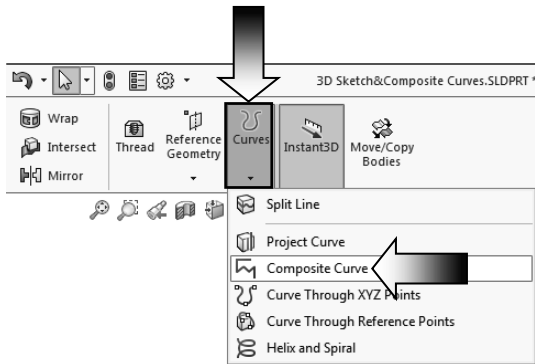 3D Sketch&Composite Curves.SLDPRT *
Wrap
Intersect
Mirror
Thread
Reference
Geometry
Curves
Instant3D
Move/Copy
Bodies
Split Line
Project Curve
Composite Curve
Curve Through XYZ Points
Curve Through Reference Points
Helix and Spiral